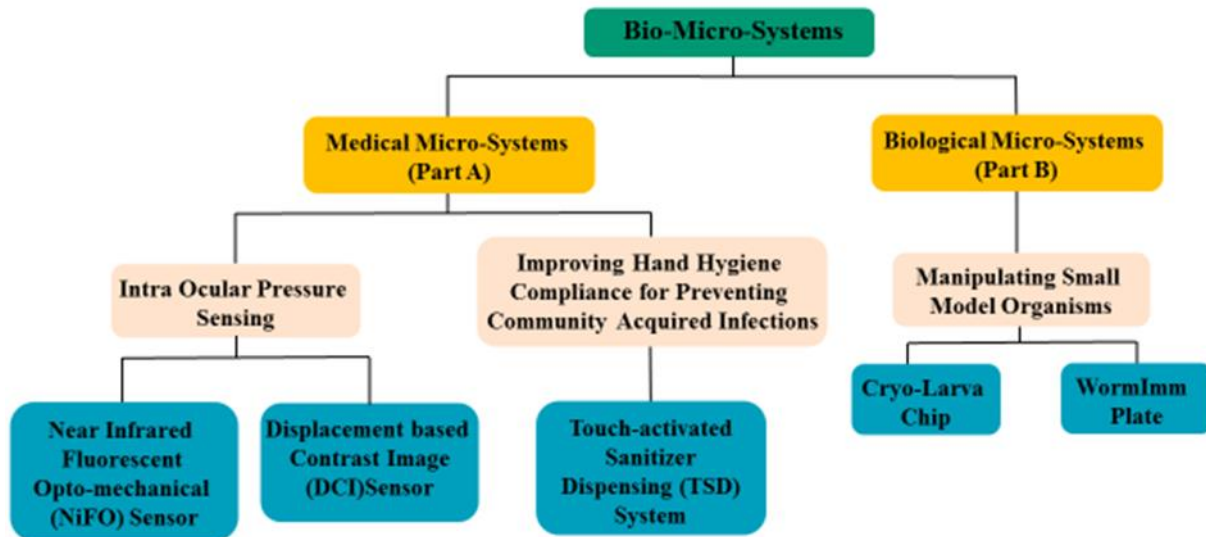 Bio-Micro-Systems
Medical Micro-Systems
(Part A)
Biological Micro-Systems
(Part B)
Intra Ocular Pressure
Sensing
Improving Hand Hygiene
Compliance for Preventing
Community Acquired Infections
Manipulating Small
Model Organisms
Near Infrared
Fluorescent
Opto-mechanical
(NiFO) Sensor
Displacement based
Contrast Image
(DCI)Sensor
Touch-activated
Sanitizer
Dispensing (TSD)
System
Cryo-Larva
Chip
WormImm
Plate